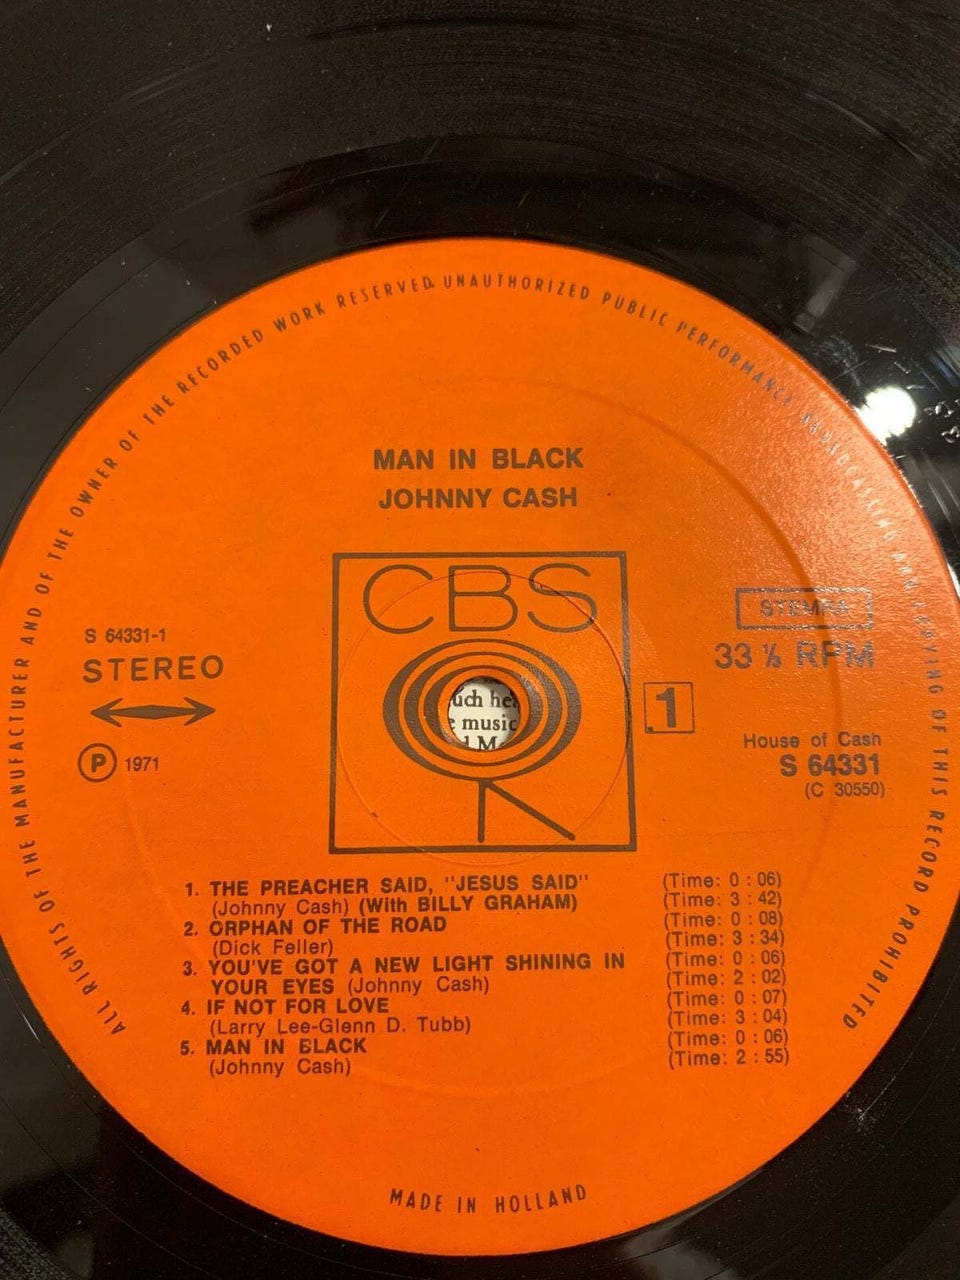 ALL RIGHTS OF THE MANUFACTURER AND OF THE OWNER OF THE RECORDED WORK RESERVED. UNAUTHORIZED PUBLIC PERFORMANCE BROADCASTING AND COPYING OF THIS RECORD PROHIBITED
MAN IN BLACK
JOHNNY CASH
CBS
STEMRA
S 64331-1
STEREO
33 ⅓ RPM
P 1971
uch
e music
1
House of Cash
S 64331
(C 30550)
1. THE PREACHER SAID, "JESUS SAID" (Time: 0 : 06)
(Johnny Cash) (With BILLY GRAHAM) (Time: 3 : 42)
2. ORPHAN OF THE ROAD (Time: 0 : 08)
(Dick Feller) (Time: 3 : 34)
3. YOU'VE GOT A NEW LIGHT SHINING IN (Time: 0 : 06)
YOUR EYES (Johnny Cash) (Time: 2 : 02)
4. IF NOT FOR LOVE (Time: 0 : 07)
(Larry Lee-Glenn D. Tubb) (Time: 3 : 04)
5. MAN IN BLACK (Time: 0 : 06)
(Johnny Cash) (Time: 2 : 55)
MADE IN HOLLAND